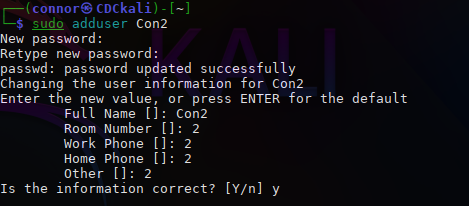 ┌──(connor㉿CDCkali)-[~]
└─$ sudo adduser Con2
New password:
Retype new password:
passwd: password updated successfully
Changing the user information for Con2
Enter the new value, or press ENTER for the default
        Full Name []: Con2
        Room Number []: 2
        Work Phone []: 2
        Home Phone []: 2
        Other []: 2
Is the information correct? [Y/n] y
KALI